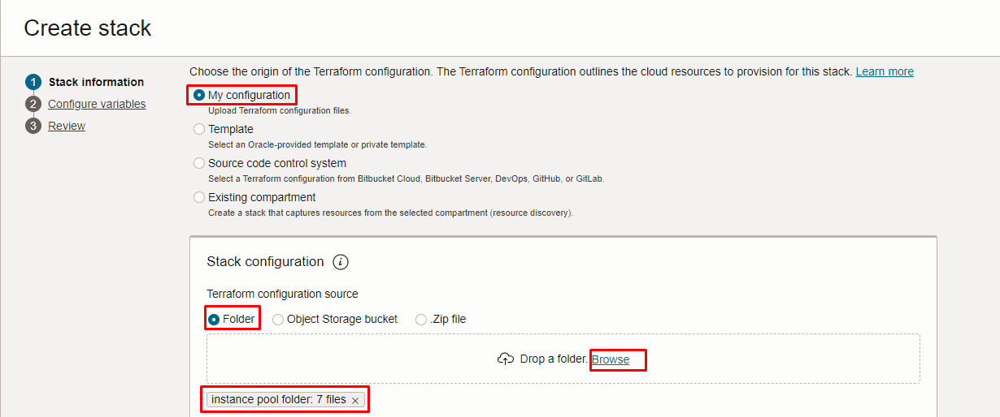 Create stack
1 Stack information
2 Configure variables
3 Review
Choose the origin of the Terraform configuration. The Terraform configuration outlines the cloud resources to provision for this stack. Learn more
My configuration
Upload Terraform configuration files.
Template
Select an Oracle-provided template or private template.
Source code control system
Select a Terraform configuration from Bitbucket Cloud, Bitbucket Server, DevOps, GitHub, or GitLab.
Existing compartment
Create a stack that captures resources from the selected compartment (resource discovery).
Stack configuration i
Terraform configuration source
Folder Object Storage bucket .Zip file
Drop a folder. Browse
instance pool folder: 7 files ×